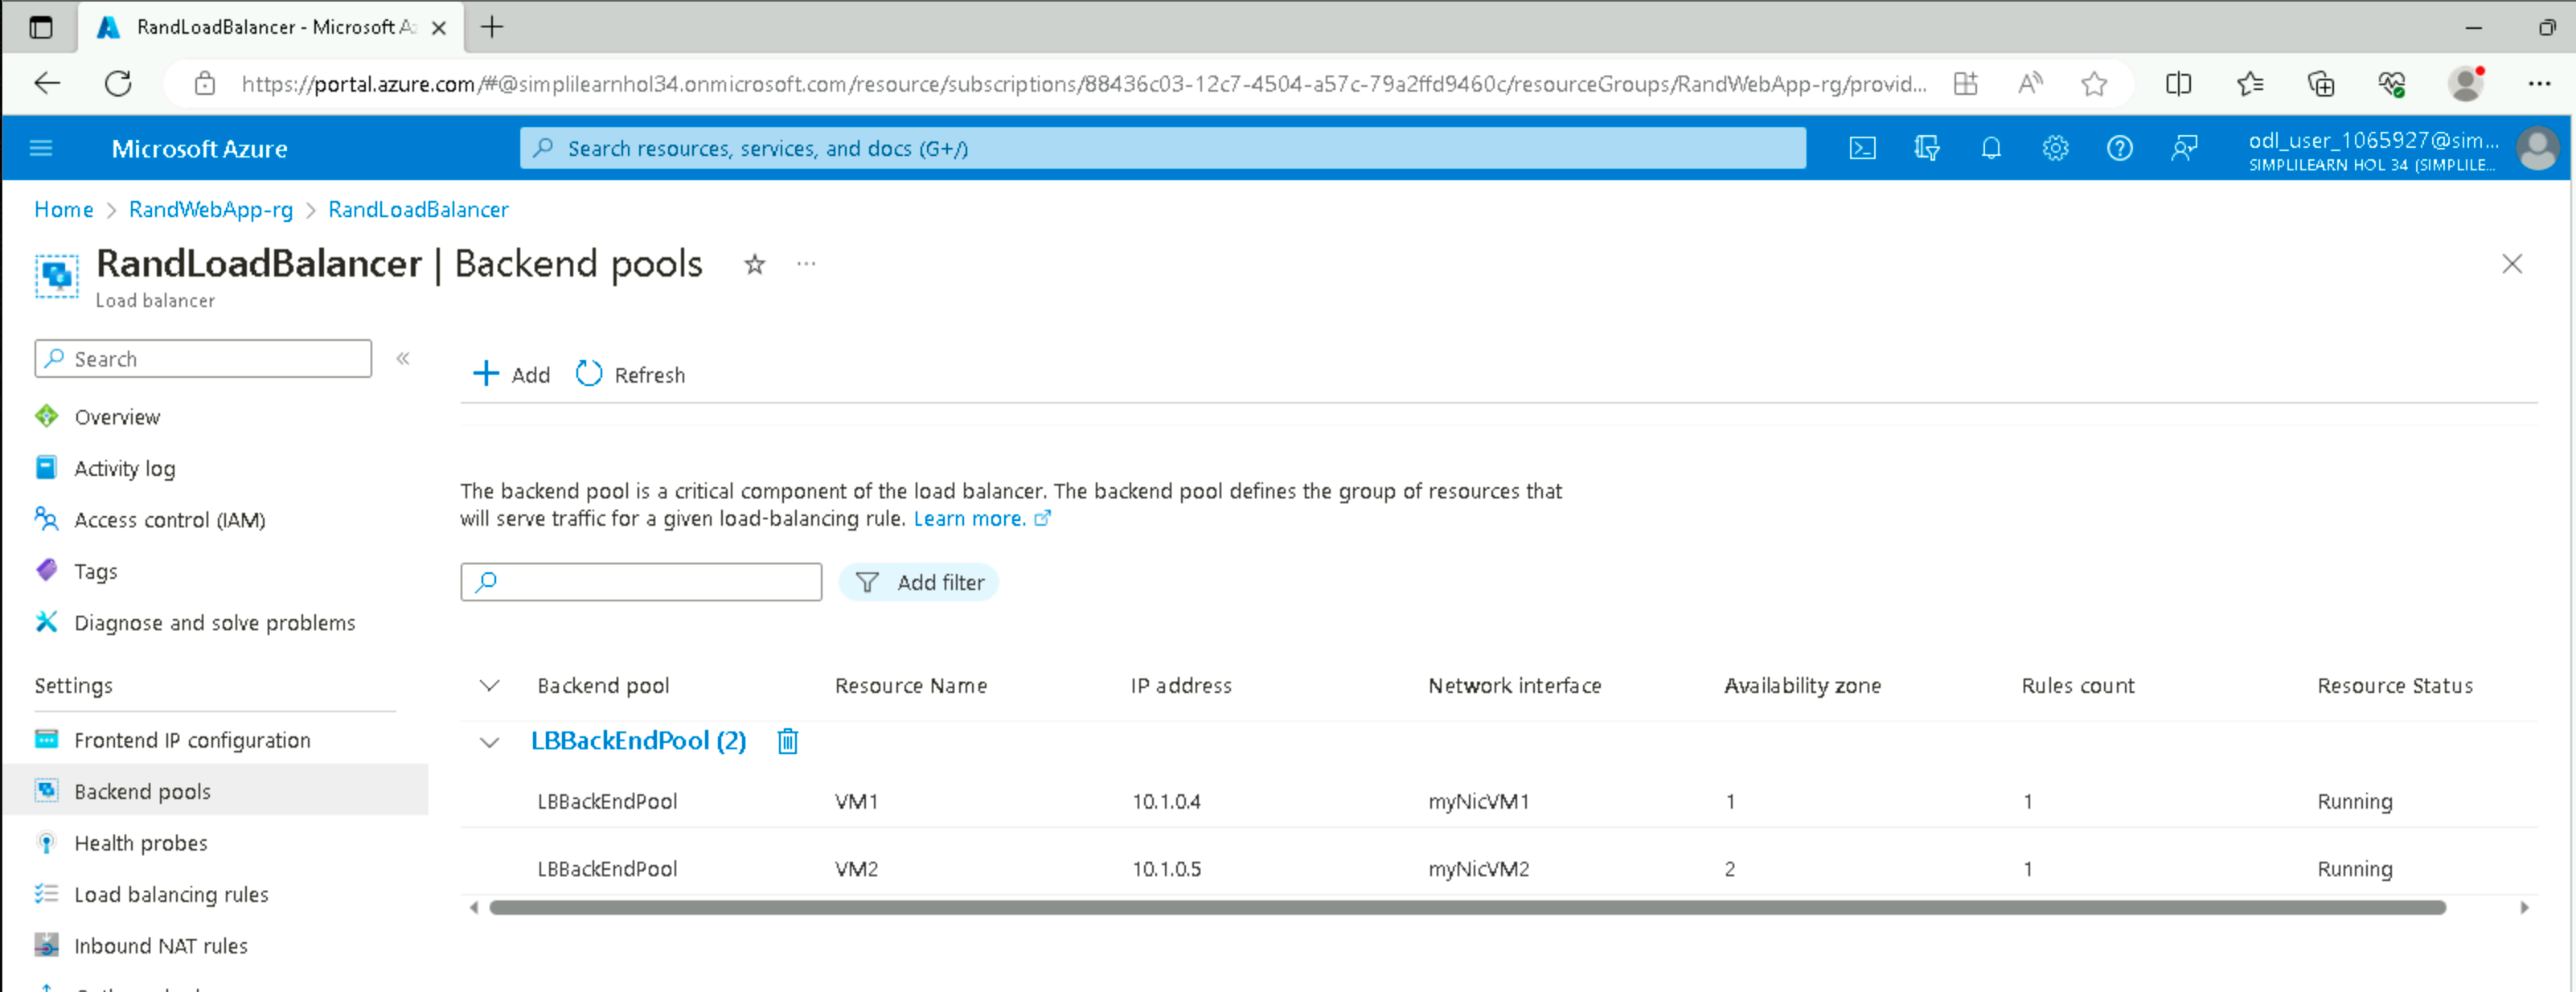 RandLoadBalancer - Microsoft A
https://portal.azure.com/#@simplilearnhol34.onmicrosoft.com/resource/subscriptions/88436c03-12c7-4504-a57c-79a2ffd9460c/resourceGroups/RandWebApp-rg/provid...
Microsoft Azure
Search resources, services, and docs (G+/)
odl_user_1065927@sim...
SIMPLILEARN HOL 34 (SIMPLILE...
Home > RandWebApp-rg > RandLoadBalancer
RandLoadBalancer | Backend pools
Load balancer
Search
Add Refresh
Overview
Activity log
Access control (IAM)
Tags
Diagnose and solve problems
Settings
Frontend IP configuration
Backend pools
Health probes
Load balancing rules
Inbound NAT rules
The backend pool is a critical component of the load balancer. The backend pool defines the group of resources that
will serve traffic for a given load-balancing rule. Learn more.
Add filter
Backend pool Resource Name IP address Network interface Availability zone Rules count Resource Status
LBBackEndPool (2)
LBBackEndPool VM1 10.1.0.4 myNicVM1 1 1 Running
LBBackEndPool VM2 10.1.0.5 myNicVM2 2 1 Running